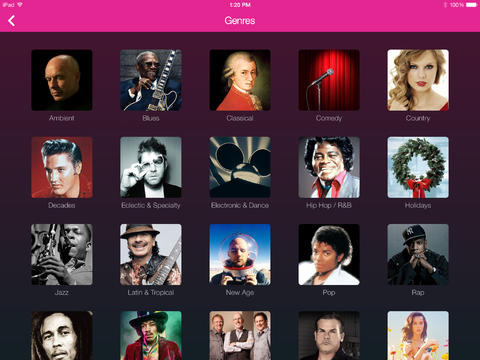 iPad 1:20 PM 100%
Genres
Ambient Blues Classical Comedy Country
Decades Eclectic & Specialty Electronic & Dance Hip Hop / R&B Holidays
Jazz Latin & Tropical New Age Pop Rap